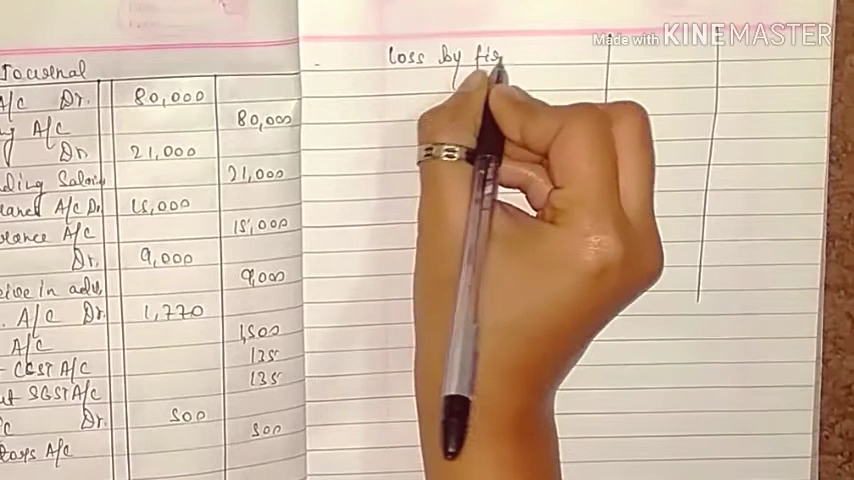 Made with KINEMASTER
Journal
A/c Dr. 80,000
A/c 80,000
Dr. 21,000
Salary 21,000
A/c Dr. 15,000
A/c 15,000
Dr. 9,000
in adv 9,000
A/c Dr. 1,770
A/c 1,500
CGST A/c 135
SGST A/c 135
Dr. 500
A/c 500
Loss by fir